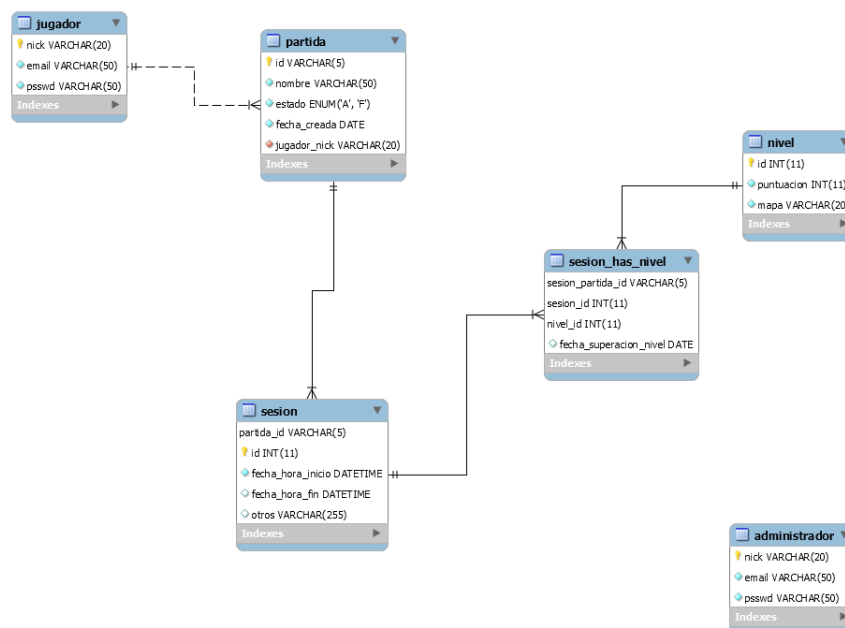 jugador
nick VARCHAR(20)
email VARCHAR(50)
psswd VARCHAR(50)
Indexes
partida
id VARCHAR(5)
nombre VARCHAR(50)
estado ENUM('A', 'F')
fecha_creada DATE
jugador_nick VARCHAR(20)
Indexes
nivel
id INT(11)
puntuacion INT(11)
mapa VARCHAR(20
Indexes
sesion_has_nivel
sesion_partida_id VARCHAR(5)
sesion_id INT(11)
nivel_id INT(11)
fecha_superacion_nivel DATE
Indexes
sesion
partida_id VARCHAR(5)
id INT(11)
fecha_hora_inicio DATETIME
fecha_hora_fin DATETIME
otros VARCHAR(255)
Indexes
administrador
nick VARCHAR(20)
email VARCHAR(50)
psswd VARCHAR(50)
Indexes